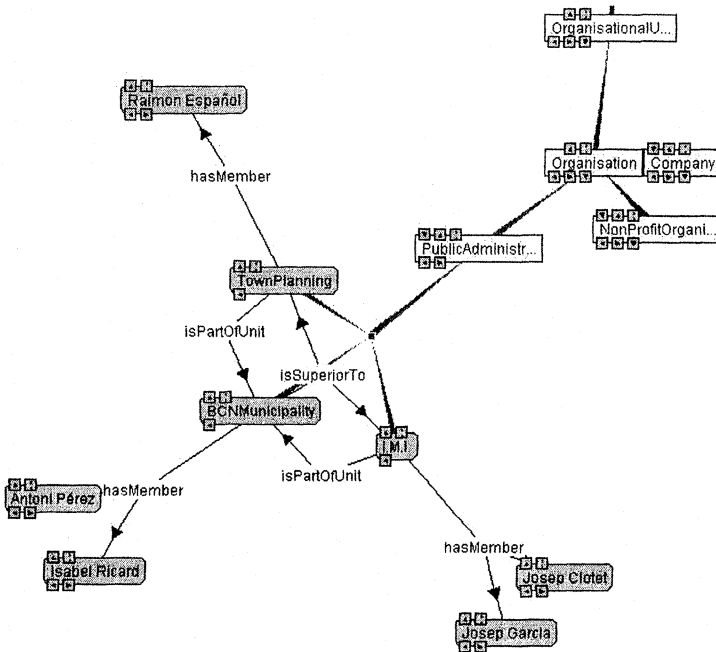 OrganisationalU...
Raimon Español
Organisation
Company
hasMember
NonProfitOrgani...
PublicAdministr...
TownPlanning
isPartOfUnit
isSuperiorTo
BCNMunicipality
I.M.I
isPartOfUnit
hasMember
Antoni Pérez
hasMember
Isabel Ricard
Josep Clotet
Josep Garcia